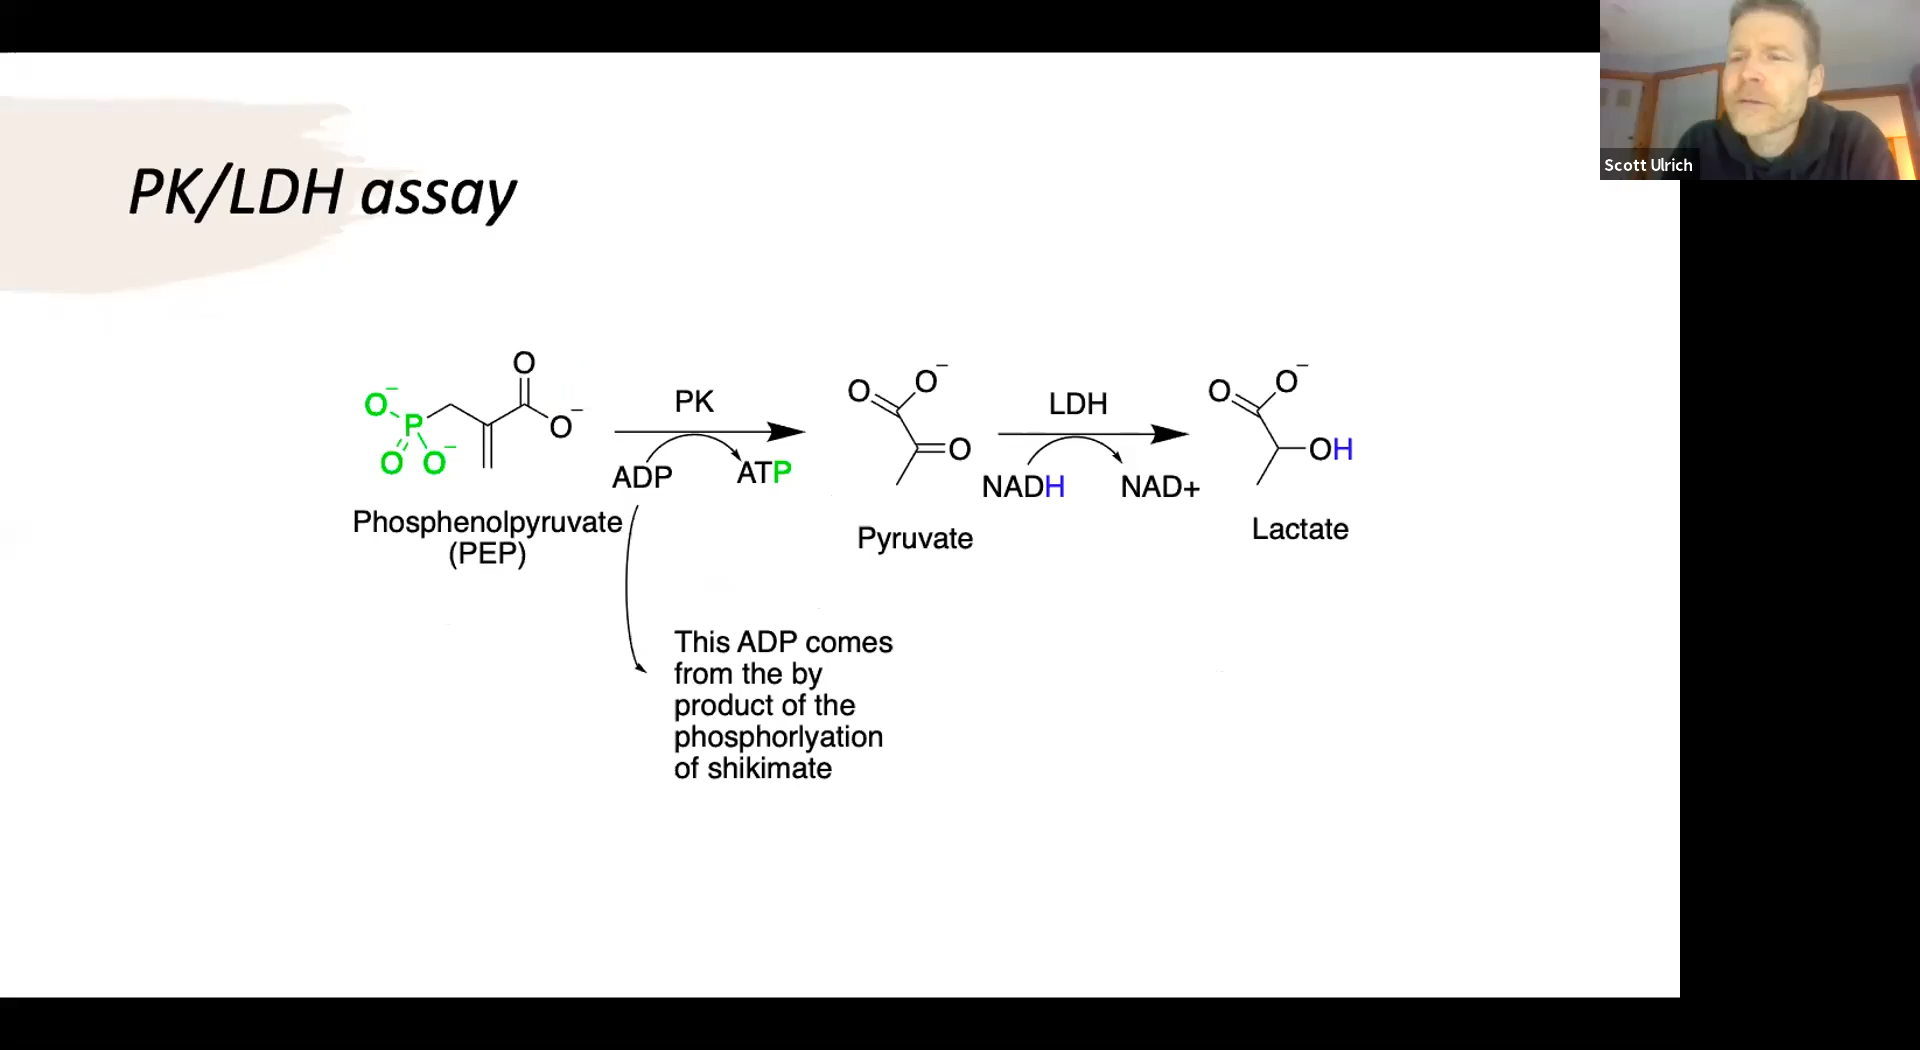 Scott Ulrich
PK/LDH assay
O
O⁻
P
O
O⁻
O
O⁻
Phosphenolpyruvate
(PEP)
PK
ADP
ATP
O
O⁻
O
Pyruvate
LDH
NADH
NAD+
O
O⁻
OH
Lactate
This ADP comes
from the by
product of the
phosphorlyation
of shikimate